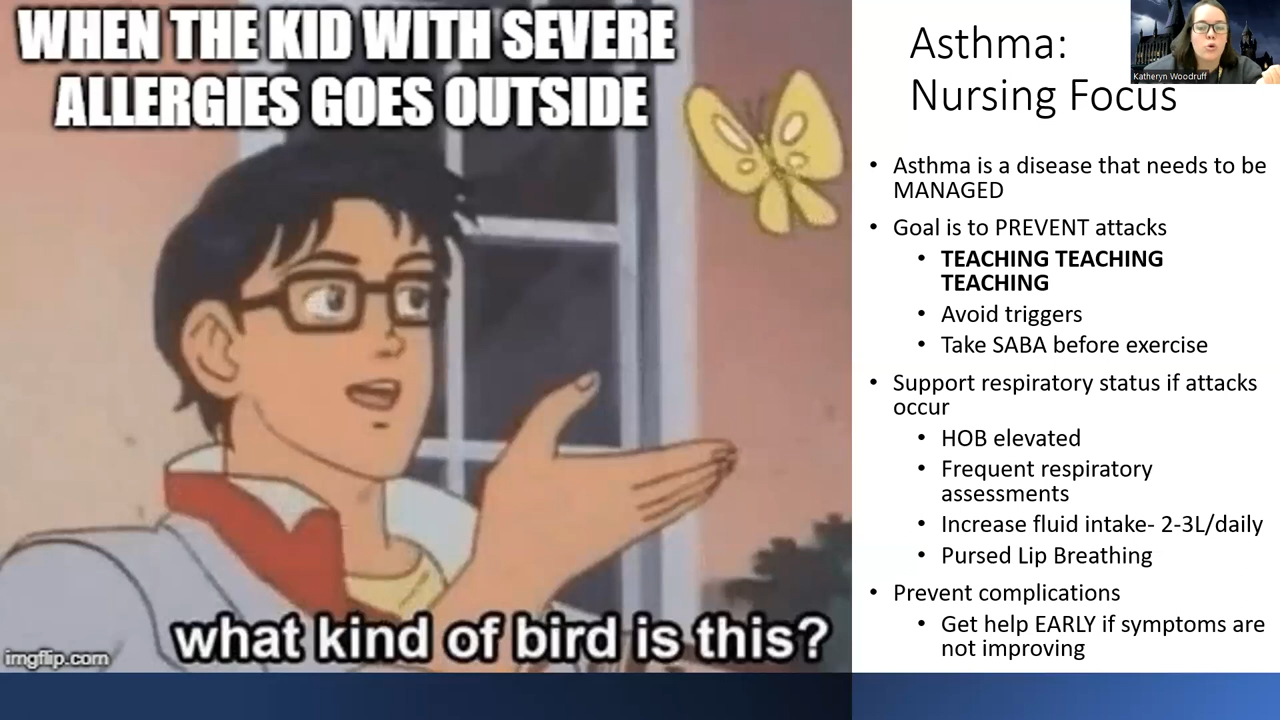 WHEN THE KID WITH SEVERE
ALLERGIES GOES OUTSIDE
what kind of bird is this?
imgflip.com
Asthma:
Nursing Focus
Katheryn Woodruff
• Asthma is a disease that needs to be
MANAGED
• Goal is to PREVENT attacks
• TEACHING TEACHING
TEACHING
• Avoid triggers
• Take SABA before exercise
• Support respiratory status if attacks
occur
• HOB elevated
• Frequent respiratory
assessments
• Increase fluid intake- 2-3L/daily
• Pursed Lip Breathing
• Prevent complications
• Get help EARLY if symptoms are
not improving